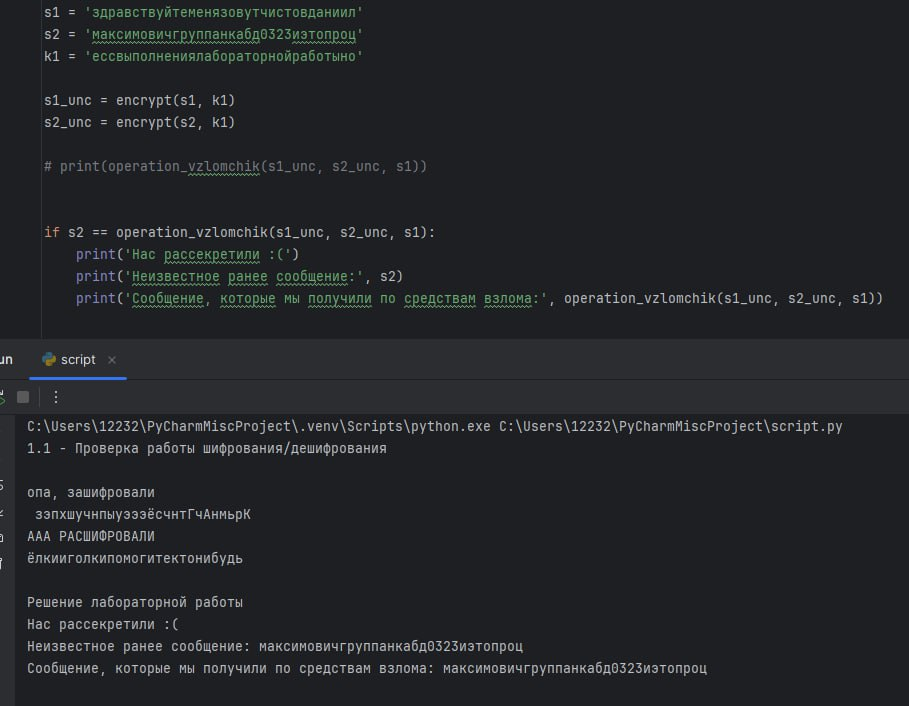 s1 = 'здравствуйтеменязовутчистовданиил'
s2 = 'максимовичгруппанкабд0323иэтопроц'
k1 = 'ессвыполнениялабораторнойработыно'
s1_unc = encrypt(s1, k1)
s2_unc = encrypt(s2, k1)
# print(operation_vzlomchik(s1_unc, s2_unc, s1))
if s2 == operation_vzlomchik(s1_unc, s2_unc, s1):
print('Нас рассекретили :(')
print('Неизвестное ранее сообщение:', s2)
print('Сообщение, которые мы получили по средствам взлома:', operation_vzlomchik(s1_unc, s2_unc, s1))
un script
C:\Users\12232\PyCharmMiscProject\.venv\Scripts\python.exe C:\Users\12232\PyCharmMiscProject\script.py
1.1 - Проверка работы шифрования/дешифрования
опа, зашифровали
зэпхшучнпыуэээёсчнтГчАнмьрК
ААА РАСШИФРОВАЛИ
ёлкииголкипомогитектонибудь
Решение лабораторной работы
Нас рассекретили :(
Неизвестное ранее сообщение: максимовичгруппанкабд0323иэтопроц
Сообщение, которые мы получили по средствам взлома: максимовичгруппанкабд0323иэтопроц